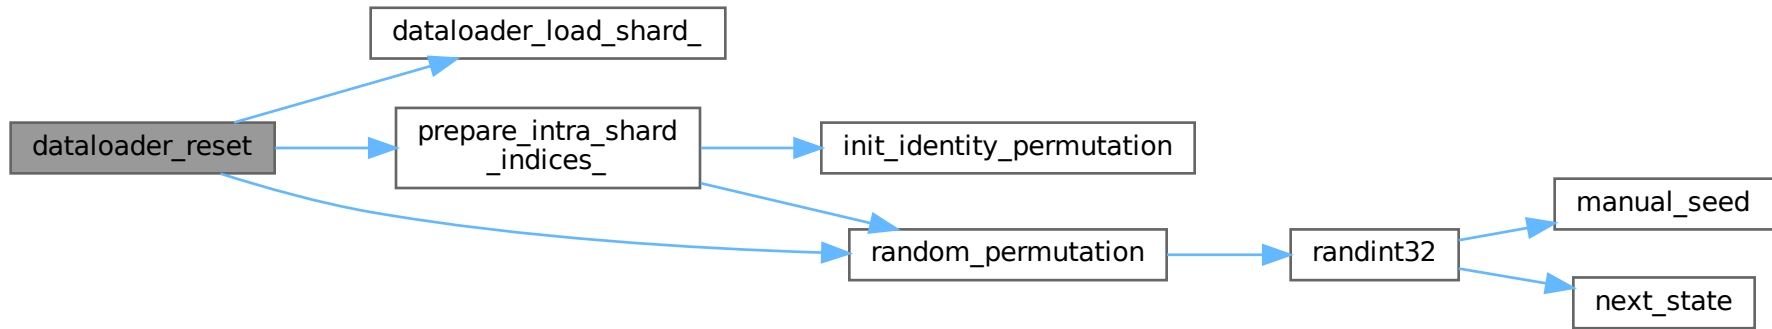 dataloader_load_shard_
dataloader_reset
prepare_intra_shard
_indices_
init_identity_permutation
random_permutation
randint32
manual_seed
next_state